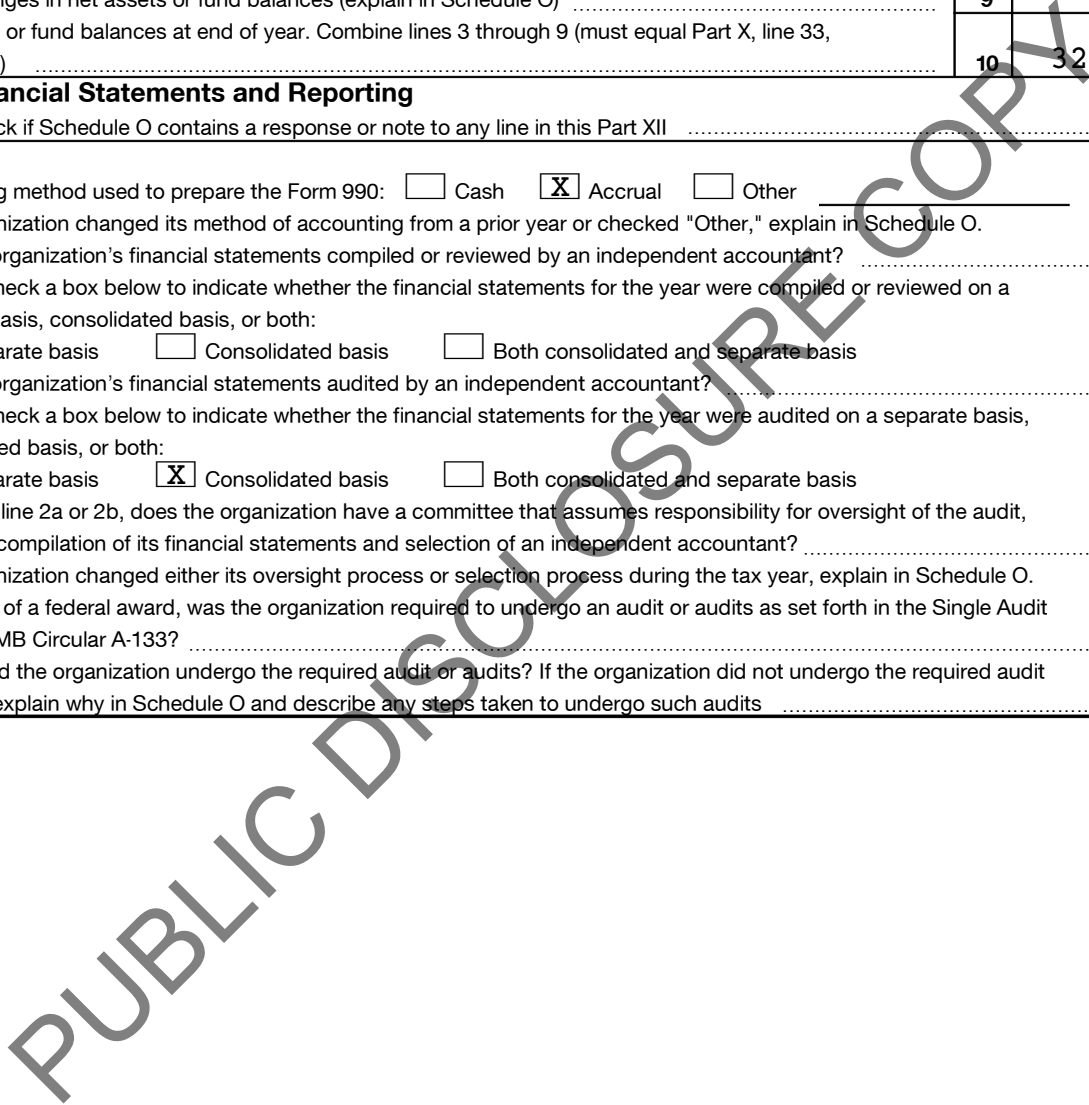 nges in net assets or fund balances (explain in Schedule O) 9
or fund balances at end of year. Combine lines 3 through 9 (must equal Part X, line 33,
) 10 32
ancial Statements and Reporting
ck if Schedule O contains a response or note to any line in this Part XII
g method used to prepare the Form 990: Cash X Accrual Other
nization changed its method of accounting from a prior year or checked "Other," explain in Schedule O.
organization's financial statements compiled or reviewed by an independent accountant?
heck a box below to indicate whether the financial statements for the year were compiled or reviewed on a
asis, consolidated basis, or both:
arate basis Consolidated basis Both consolidated and separate basis
organization's financial statements audited by an independent accountant?
heck a box below to indicate whether the financial statements for the year were audited on a separate basis,
ed basis, or both:
arate basis X Consolidated basis Both consolidated and separate basis
line 2a or 2b, does the organization have a committee that assumes responsibility for oversight of the audit,
compilation of its financial statements and selection of an independent accountant?
nization changed either its oversight process or selection process during the tax year, explain in Schedule O.
of a federal award, was the organization required to undergo an audit or audits as set forth in the Single Audit
MB Circular A-133?
d the organization undergo the required audit or audits? If the organization did not undergo the required audit
explain why in Schedule O and describe any steps taken to undergo such audits
PUBLIC DISCLOSURE COPY